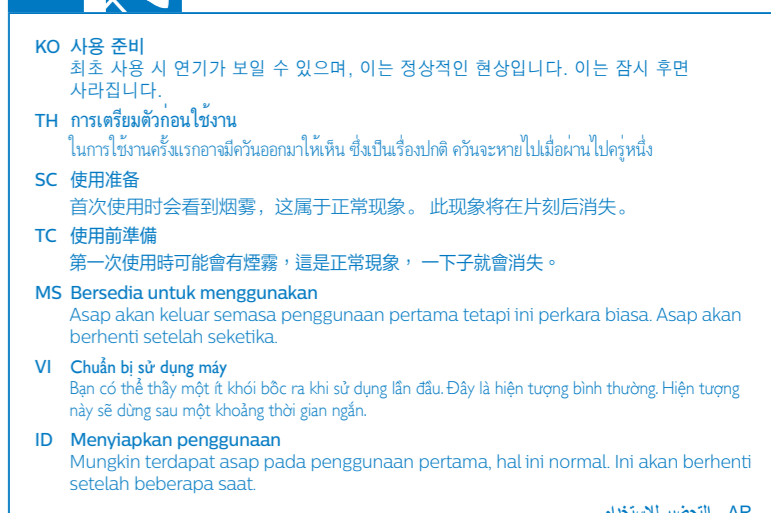 KO 사용 준비
최초 사용 시 연기가 보일 수 있으며, 이는 정상적인 현상입니다. 이는 잠시 후면
사라집니다.
TH การเตรียมตัวก่อนใช้งาน
ในการใช้งานครั้งแรกอาจมีควันออกมาให้เห็น ซึ่งเป็นเรื่องปกติ ควันจะหายไปเมื่อผ่านไปครู่หนึ่ง
SC 使用准备
首次使用时会看到烟雾，这属于正常现象。 此现象将在片刻后消失。
TC 使用前準備
第一次使用時可能會有煙霧，這是正常現象， 一下子就會消失。
MS Bersedia untuk menggunakan
Asap akan keluar semasa penggunaan pertama tetapi ini perkara biasa. Asap akan
berhenti setelah seketika.
VI Chuẩn bị sử dụng máy
Bạn có thể thấy một ít khói bốc ra khi sử dụng lần đầu. Đây là hiện tượng bình thường. Hiện tượng
này sẽ dừng sau một khoảng thời gian ngắn.
ID Menyiapkan penggunaan
Mungkin terdapat asap pada penggunaan pertama, hal ini normal. Ini akan berhenti
setelah beberapa saat.
AR التحضير للاستخدام